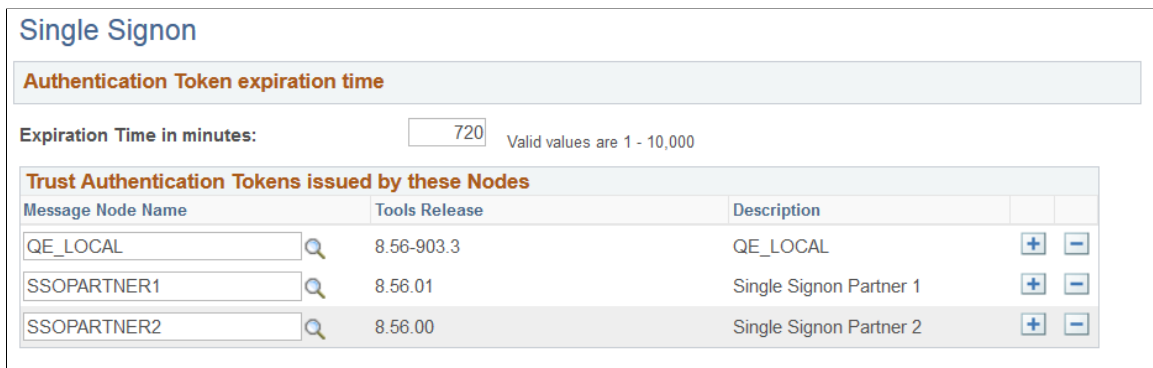 Single Signon
Authentication Token expiration time
Expiration Time in minutes: 720 Valid values are 1 - 10,000
Trust Authentication Tokens issued by these Nodes
Message Node Name Tools Release Description
QE_LOCAL 8.56-903.3 QE_LOCAL
SSOPARTNER1 8.56.01 Single Signon Partner 1
SSOPARTNER2 8.56.00 Single Signon Partner 2